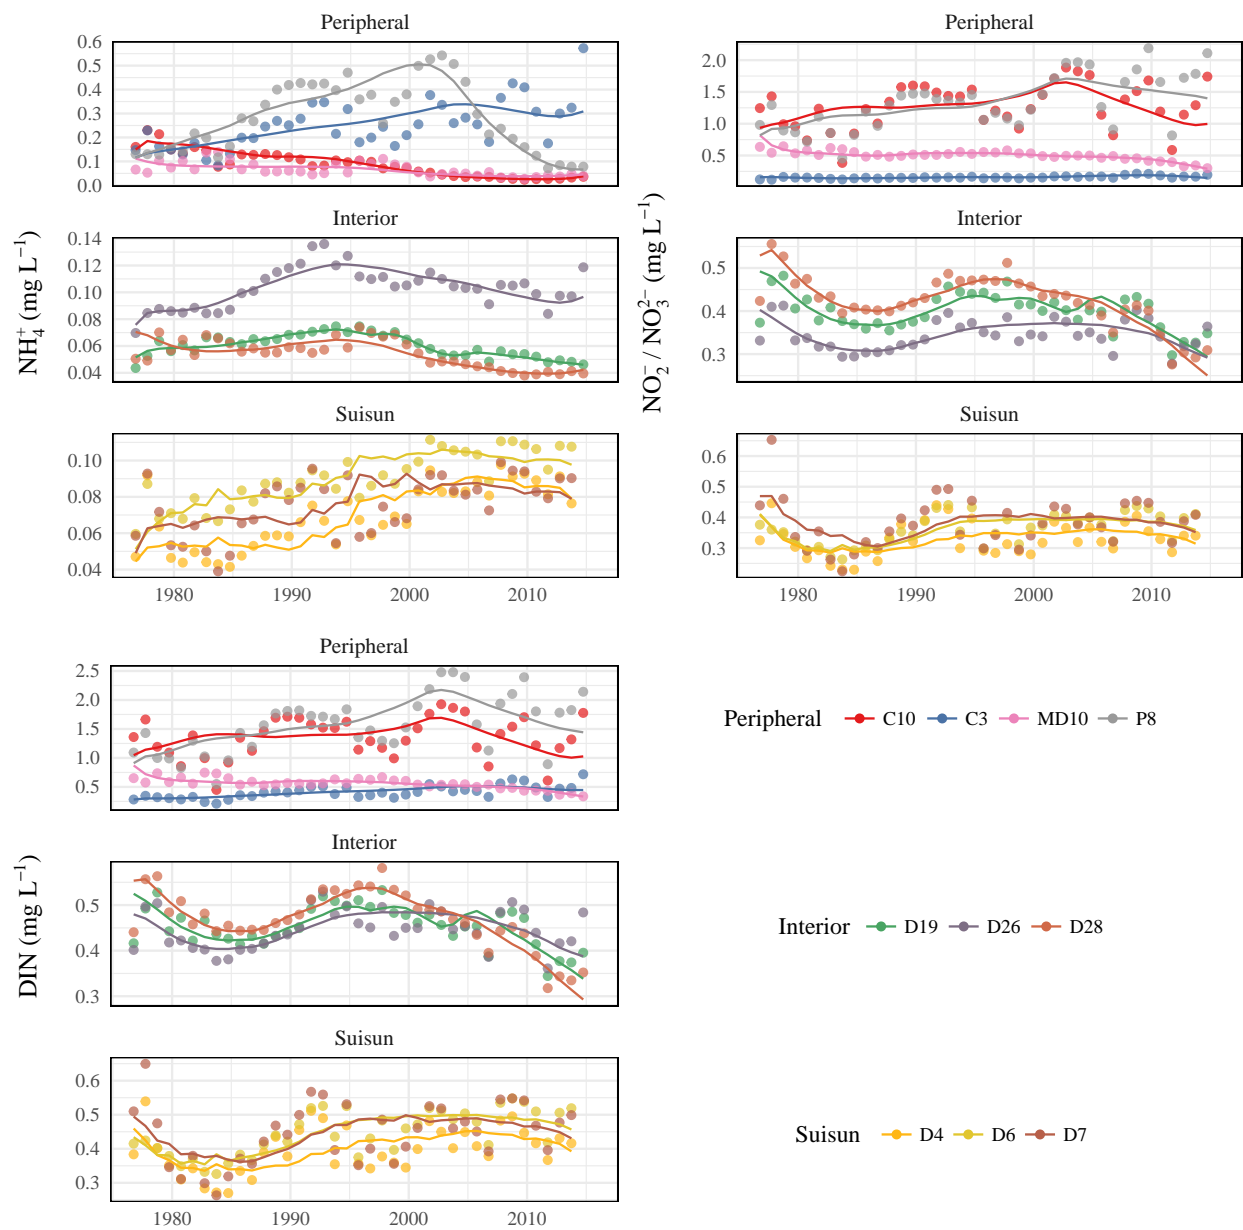 Peripheral
0.6
0.5
0.4
0.3
0.2
0.1
0.0
Interior
0.14
0.12
0.10
0.08
0.06
0.04
NH₄⁺ (mg L⁻¹)
Suisun
0.10
0.08
0.06
0.04
1980 1990 2000 2010
Peripheral
2.0
1.5
1.0
0.5
Interior
0.5
0.4
0.3
NO₂⁻ / NO₃²⁻ (mg L⁻¹)
Suisun
0.6
0.5
0.4
0.3
1980 1990 2000 2010
Peripheral
2.5
2.0
1.5
1.0
0.5
Interior
0.5
0.4
0.3
DIN (mg L⁻¹)
Suisun
0.6
0.5
0.4
0.3
1980 1990 2000 2010
Peripheral C10 C3 MD10 P8
Interior D19 D26 D28
Suisun D4 D6 D7